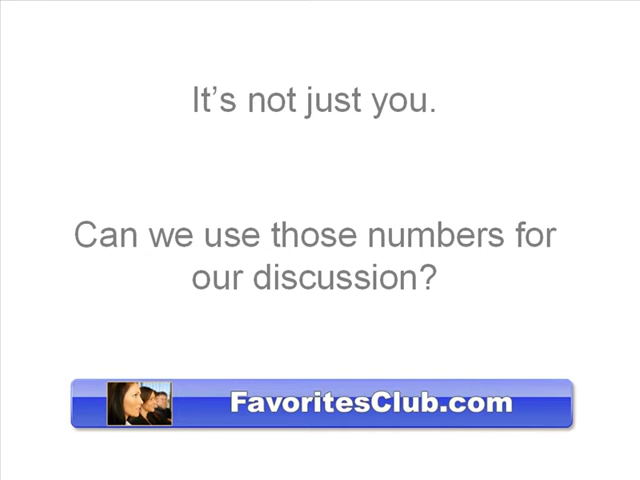 It’s not just you.
Can we use those numbers for
our discussion?
FavoritesClub.com